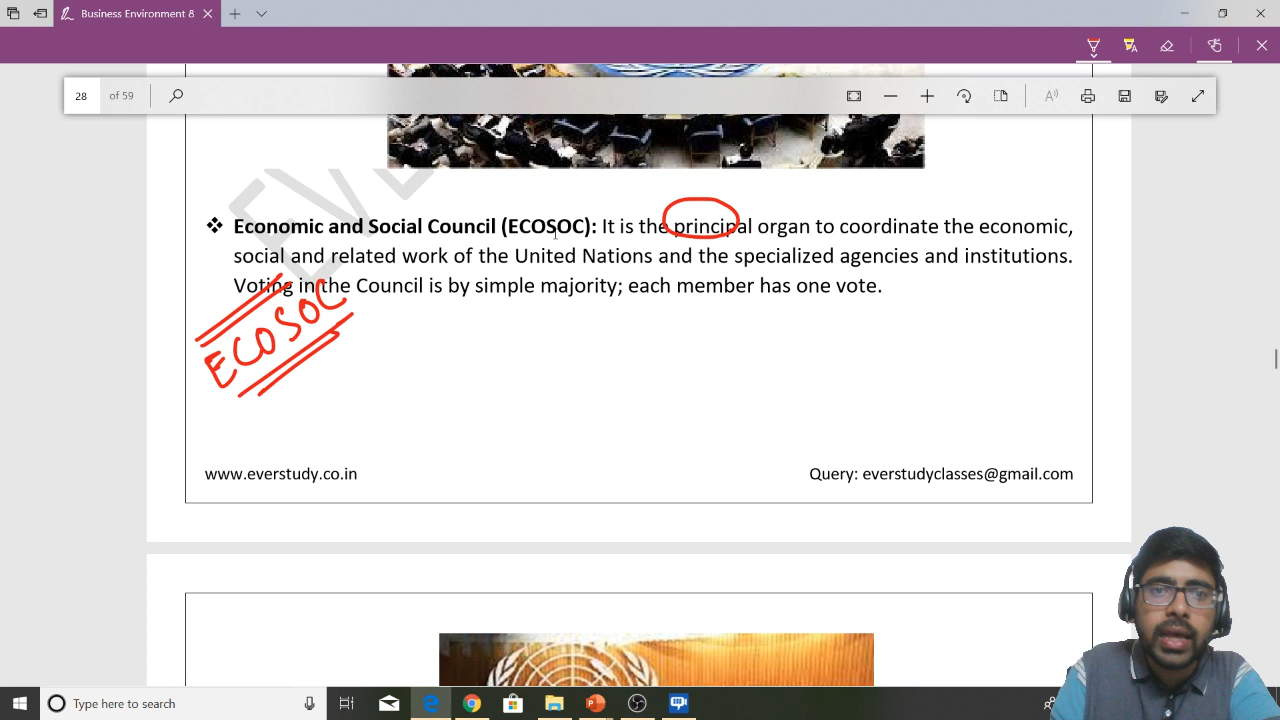 Business Environment 8
28 of 59
EVE
❖ Economic and Social Council (ECOSOC): It is the principal organ to coordinate the economic,
social and related work of the United Nations and the specialized agencies and institutions.
Voting in the Council is by simple majority; each member has one vote.
ECOSOC
www.everstudy.co.in
Query: everstudyclasses@gmail.com
Type here to search